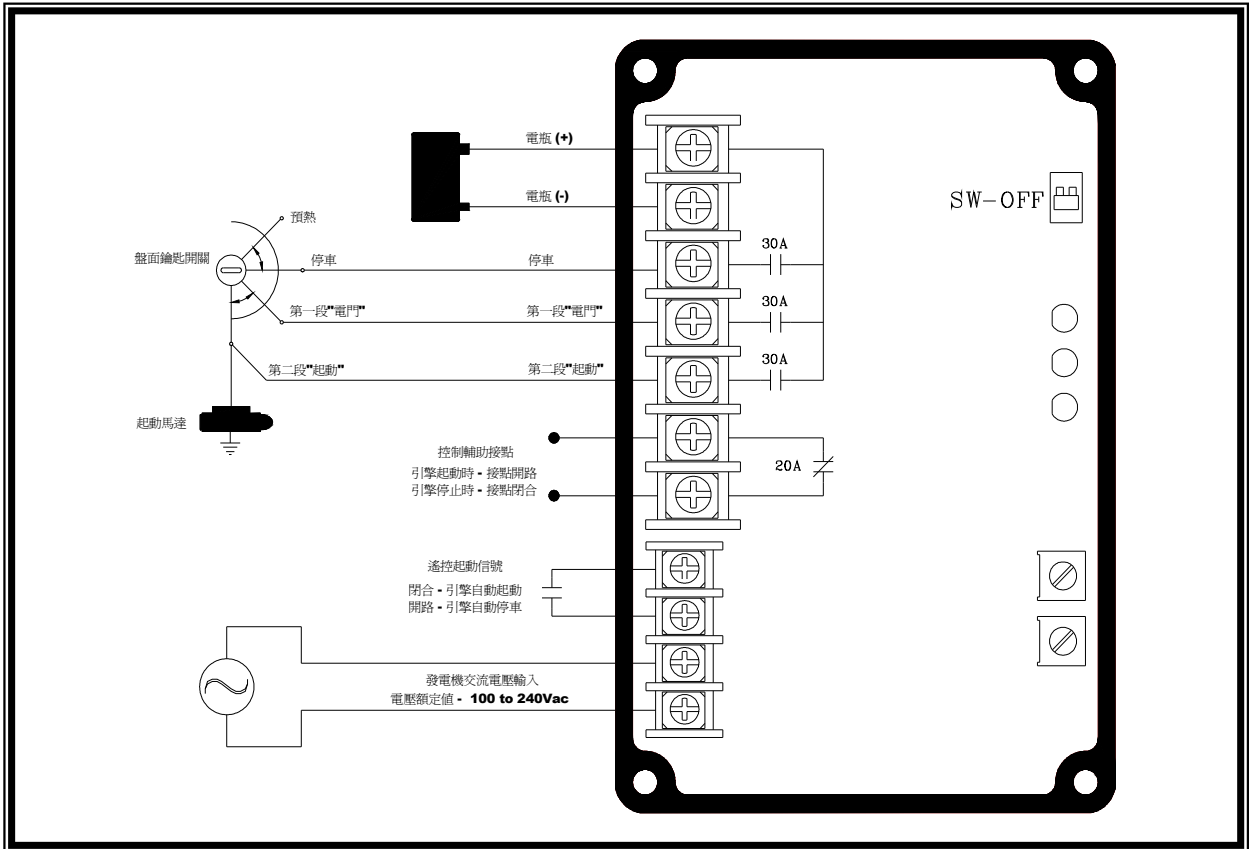 電瓶 (+)
電瓶 (-)
SW-OFF
預熱
盤面鑰匙開關
停車
停車
30A
第一段"電門"
第一段"電門"
30A
第二段"起動"
第二段"起動"
30A
起動馬達
控制輔助接點
引擎起動時 - 接點開路
引擎停止時 - 接點閉合
20A
遙控起動信號
閉合 - 引擎自動起動
開路 - 引擎自動停車
發電機交流電壓輸入
電壓額定值 - 100 to 240Vac